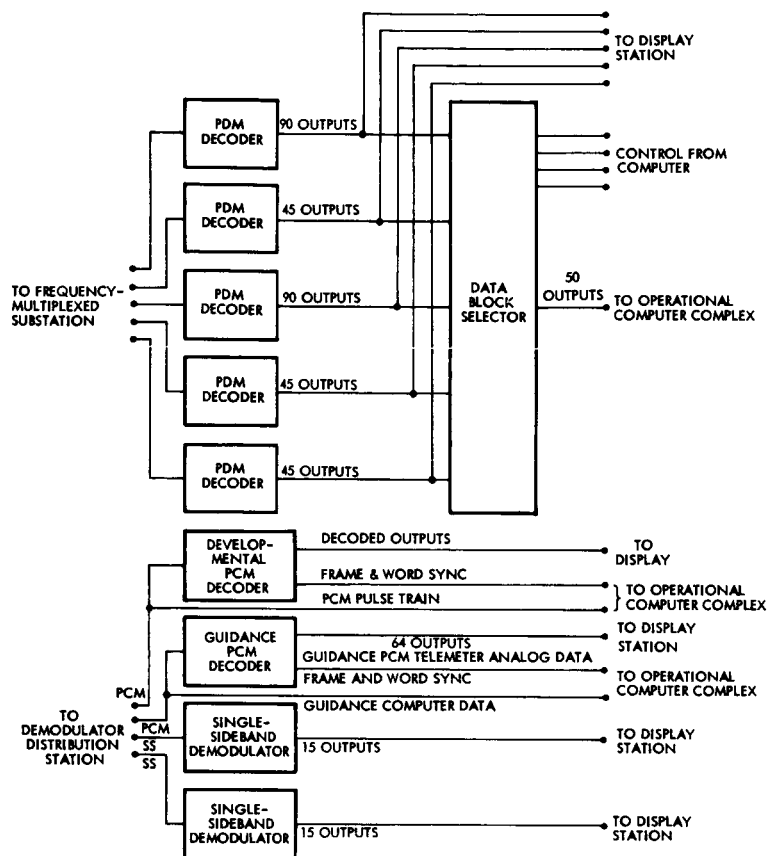 TO DISPLAY
STATION
PDM
DECODER
90 OUTPUTS
CONTROL FROM
COMPUTER
PDM
DECODER
45 OUTPUTS
TO FREQUENCY-
MULTIPLEXED
SUBSTATION
PDM
DECODER
90 OUTPUTS
DATA
BLOCK
SELECTOR
50
OUTPUTS
TO OPERATIONAL
COMPUTER COMPLEX
PDM
DECODER
45 OUTPUTS
PDM
DECODER
45 OUTPUTS
DEVELOP-
MENTAL
PCM
DECODER
DECODED OUTPUTS
TO
DISPLAY
FRAME & WORD SYNC
PCM PULSE TRAIN
TO OPERATIONAL
COMPUTER COMPLEX
GUIDANCE
PCM
DECODER
64 OUTPUTS
TO DISPLAY
STATION
GUIDANCE PCM TELEMETER ANALOG DATA
FRAME AND WORD SYNC
TO OPERATIONAL
COMPUTER COMPLEX
GUIDANCE COMPUTER DATA
PCM
TO
DEMODULATOR
DISTRIBUTION
STATION
PCM
SS
SS
SINGLE-
SIDEBAND
DEMODULATOR
15 OUTPUTS
TO DISPLAY
STATION
SINGLE-
SIDEBAND
DEMODULATOR
15 OUTPUTS
TO DISPLAY
STATION